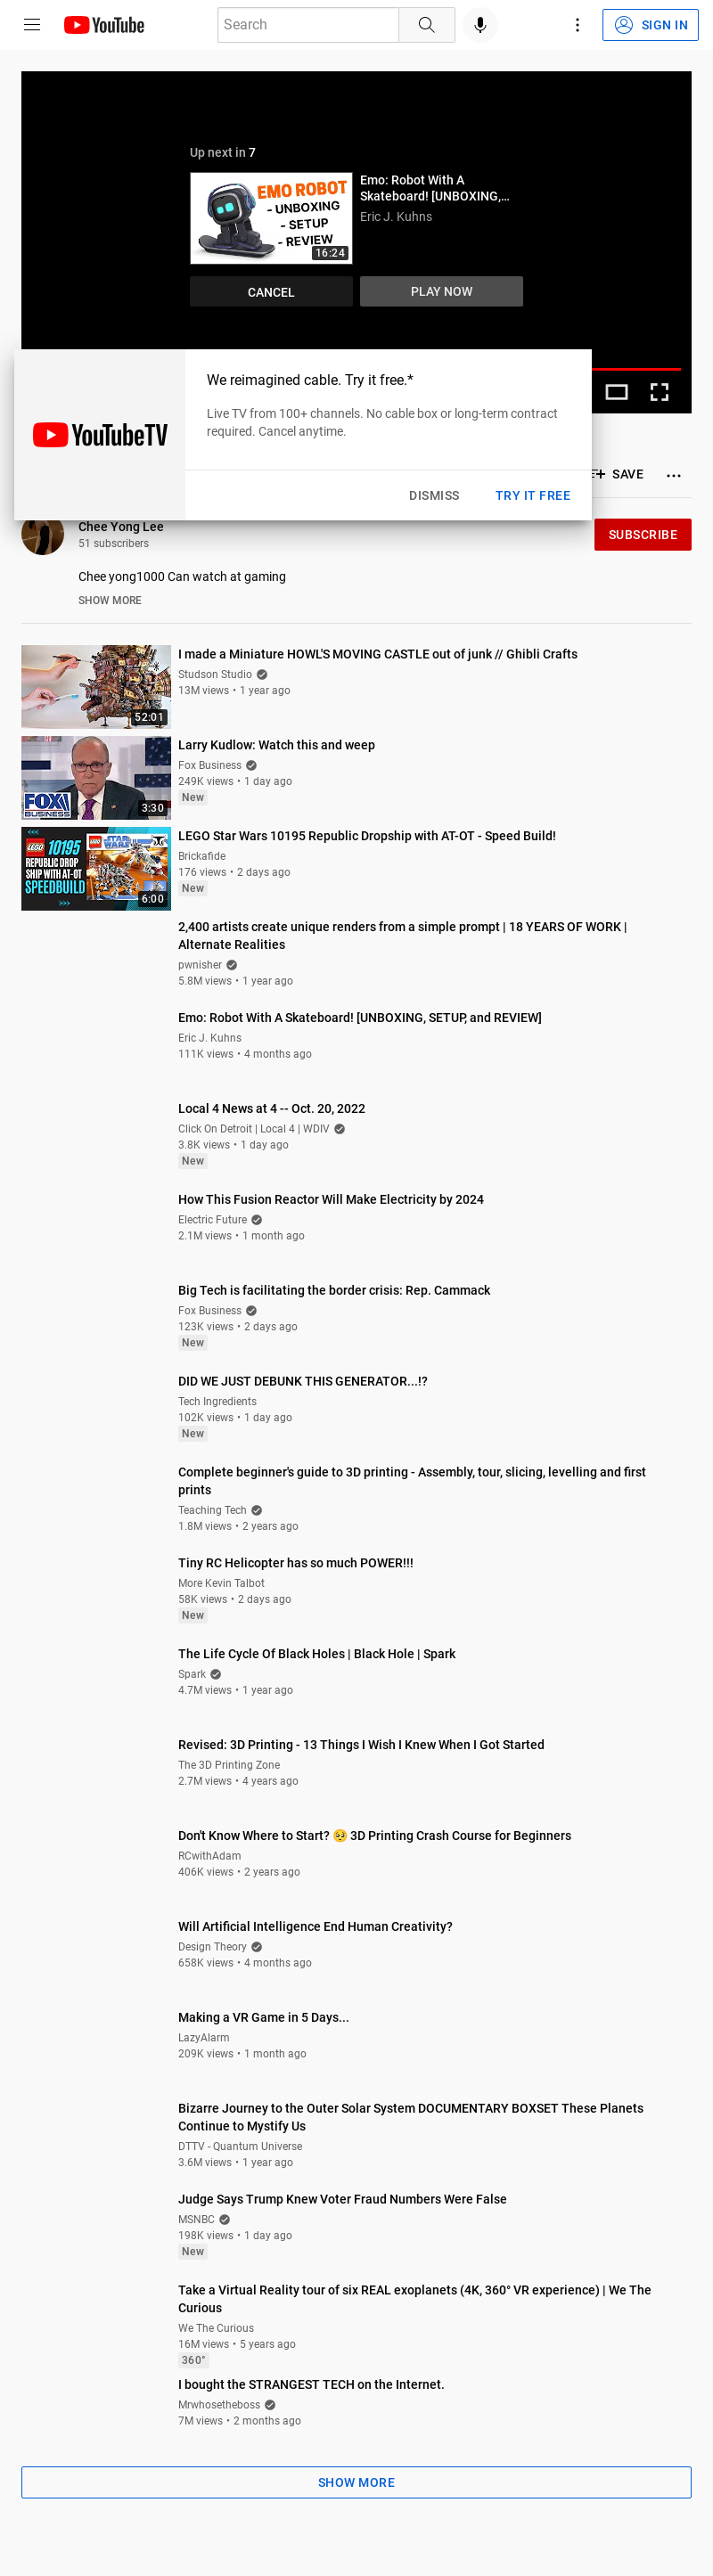 YouTube
Search
SIGN IN
Up next in 7
EMO ROBOT
- UNBOXING
- SETUP
- REVIEW
16:24
Emo: Robot With A
Skateboard! [UNBOXING,...
Eric J. Kuhns
CANCEL
PLAY NOW
We reimagined cable. Try it free.*
Live TV from 100+ channels. No cable box or long-term contract
required. Cancel anytime.
YouTubeTV
DISMISS
TRY IT FREE
SAVE
Chee Yong Lee
51 subscribers
SUBSCRIBE
Chee yong1000 Can watch at gaming
SHOW MORE
52:01
I made a Miniature HOWL'S MOVING CASTLE out of junk // Ghibli Crafts
Studson Studio
13M views • 1 year ago
FOX
BUSINESS
3:30
Larry Kudlow: Watch this and weep
Fox Business
249K views • 1 day ago
New
LEGO 10195
REPUBLIC DROP
SHIP WITH AT-OT
SPEEDBUILD
STAR WARS
6:00
LEGO Star Wars 10195 Republic Dropship with AT-OT - Speed Build!
Brickafide
176 views • 2 days ago
New
2,400 artists create unique renders from a simple prompt | 18 YEARS OF WORK |
Alternate Realities
pwnisher
5.8M views • 1 year ago
Emo: Robot With A Skateboard! [UNBOXING, SETUP, and REVIEW]
Eric J. Kuhns
111K views • 4 months ago
Local 4 News at 4 -- Oct. 20, 2022
Click On Detroit | Local 4 | WDIV
3.8K views • 1 day ago
New
How This Fusion Reactor Will Make Electricity by 2024
Electric Future
2.1M views • 1 month ago
Big Tech is facilitating the border crisis: Rep. Cammack
Fox Business
123K views • 2 days ago
New
DID WE JUST DEBUNK THIS GENERATOR...!?
Tech Ingredients
102K views • 1 day ago
New
Complete beginner's guide to 3D printing - Assembly, tour, slicing, levelling and first
prints
Teaching Tech
1.8M views • 2 years ago
Tiny RC Helicopter has so much POWER!!!
More Kevin Talbot
58K views • 2 days ago
New
The Life Cycle Of Black Holes | Black Hole | Spark
Spark
4.7M views • 1 year ago
Revised: 3D Printing - 13 Things I Wish I Knew When I Got Started
The 3D Printing Zone
2.7M views • 4 years ago
Don't Know Where to Start? 🥺 3D Printing Crash Course for Beginners
RCwithAdam
406K views • 2 years ago
Will Artificial Intelligence End Human Creativity?
Design Theory
658K views • 4 months ago
Making a VR Game in 5 Days...
LazyAlarm
209K views • 1 month ago
Bizarre Journey to the Outer Solar System DOCUMENTARY BOXSET These Planets
Continue to Mystify Us
DTTV - Quantum Universe
3.6M views • 1 year ago
Judge Says Trump Knew Voter Fraud Numbers Were False
MSNBC
198K views • 1 day ago
New
Take a Virtual Reality tour of six REAL exoplanets (4K, 360° VR experience) | We The
Curious
We The Curious
16M views • 5 years ago
360°
I bought the STRANGEST TECH on the Internet.
Mrwhosetheboss
7M views • 2 months ago
SHOW MORE